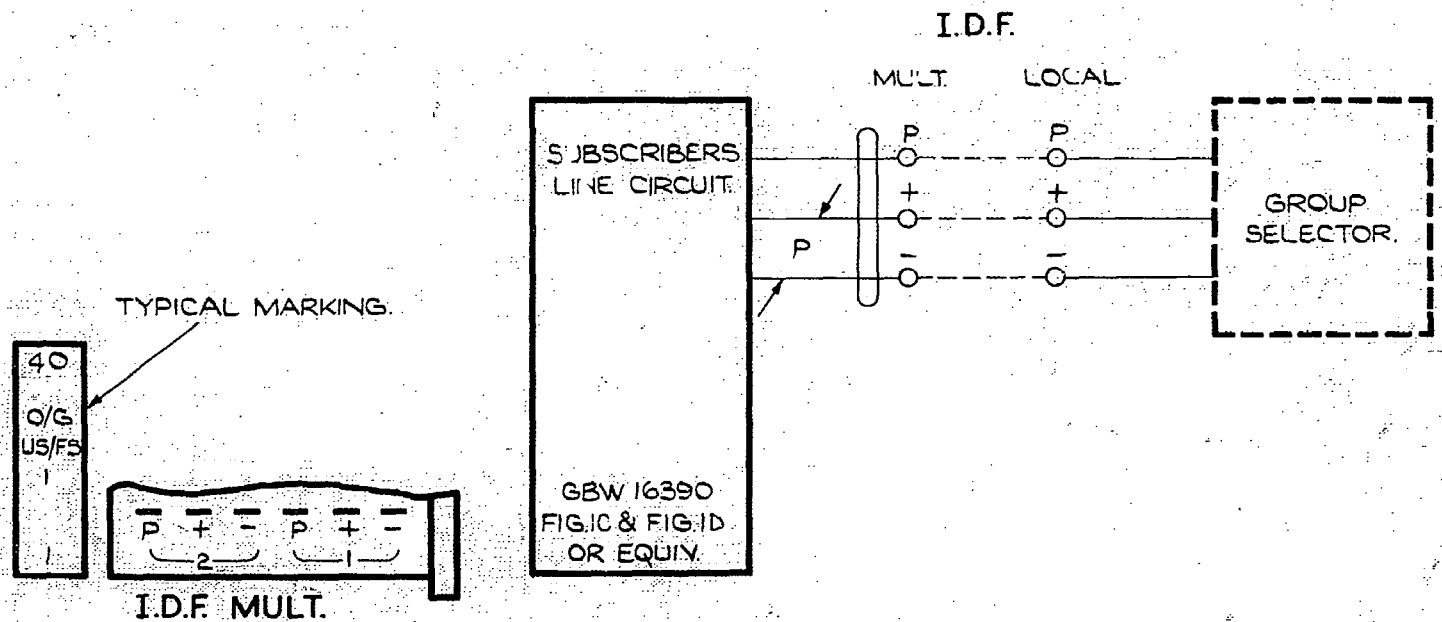 I.D.F.
MULT. LOCAL
SUBSCRIBERS
LINE CIRCUIT.
P P
+ +
P
- -
GROUP
SELECTOR.
TYPICAL MARKING.
40
O/G
US/FS
1
1
P + - P + -
2 1
I.D.F. MULT.
GBW 16390
FIG.1C & FIG.1D
OR EQUIV.